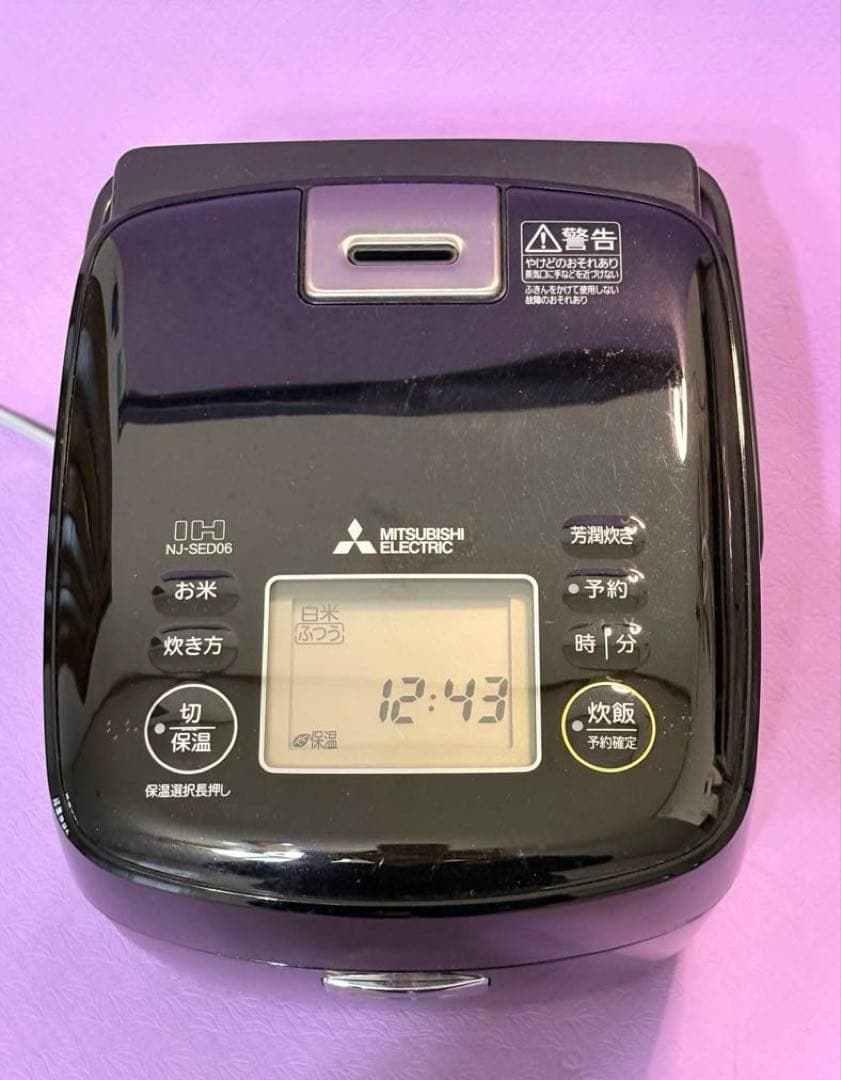 警告
やけどのおそれあり
蒸気口に手などを近づけない
ふきんをかけて使用しない
故障のおそれあり
IH
NJ-SED06
MITSUBISHI
ELECTRIC
芳潤炊き
お米
予約
炊き方
時 分
白米
ふつう
12:43
保温
切
保温
炊飯
予約確定
保温選択長押し